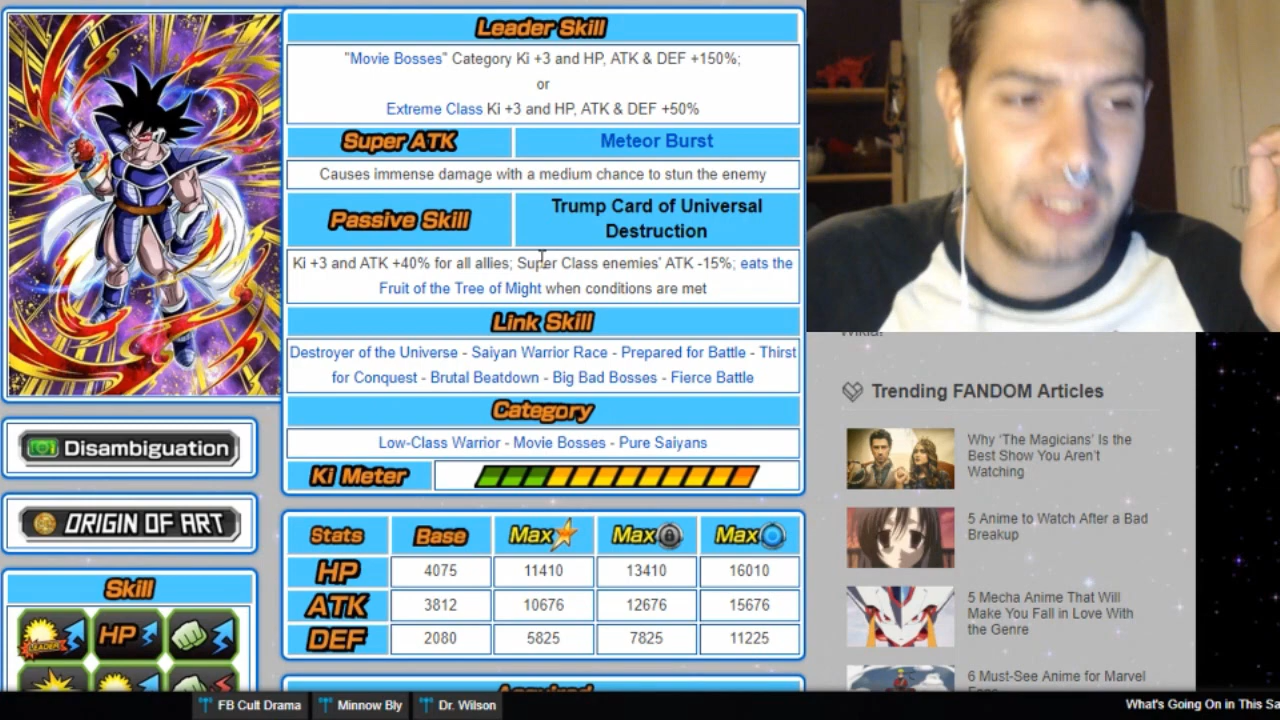 Leader Skill
"Movie Bosses" Category Ki +3 and HP, ATK & DEF +150%;
or
Extreme Class Ki +3 and HP, ATK & DEF +50%
Super ATK
Meteor Burst
Causes immense damage with a medium chance to stun the enemy
Passive Skill
Trump Card of Universal
Destruction
Ki +3 and ATK +40% for all allies; Super Class enemies' ATK -15%; eats the
Fruit of the Tree of Might when conditions are met
Link Skill
Destroyer of the Universe - Saiyan Warrior Race - Prepared for Battle - Thirst
for Conquest - Brutal Beatdown - Big Bad Bosses - Fierce Battle
Category
Low-Class Warrior - Movie Bosses - Pure Saiyans
Ki Meter
Disambiguation
ORIGIN OF ART
Skill
LEADER
HP
Stats Base Max Max Max
HP 4075 11410 13410 16010
ATK 3812 10676 12676 15676
DEF 2080 5825 7825 11225
Acquired
Trending FANDOM Articles
Why 'The Magicians' Is the
Best Show You Aren't
Watching
5 Anime to Watch After a Bad
Breakup
5 Mecha Anime That Will
Make You Fall in Love With
the Genre
6 Must-See Anime for Marvel
FB Cult Drama
Minnow Bly
Dr. Wilson
What's Going On in This Sa